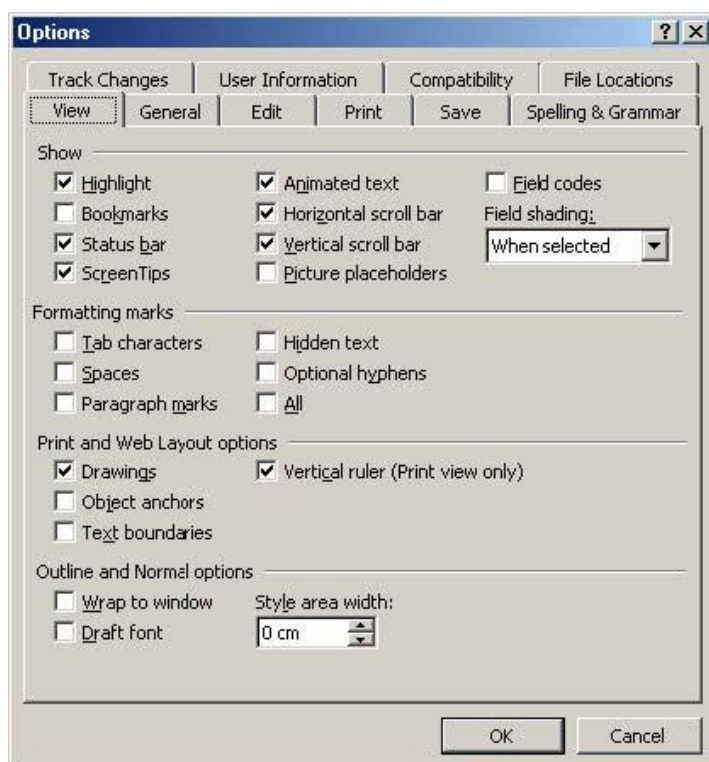 Options
Track Changes User Information Compatibility File Locations
View General Edit Print Save Spelling & Grammar
Show
Highlight Animated text Field codes
Bookmarks Horizontal scroll bar Field shading:
Status bar Vertical scroll bar When selected
ScreenTips Picture placeholders
Formatting marks
Tab characters Hidden text
Spaces Optional hyphens
Paragraph marks All
Print and Web Layout options
Drawings Vertical ruler (Print view only)
Object anchors
Text boundaries
Outline and Normal options
Wrap to window Style area width:
Draft font 0 cm
OK Cancel